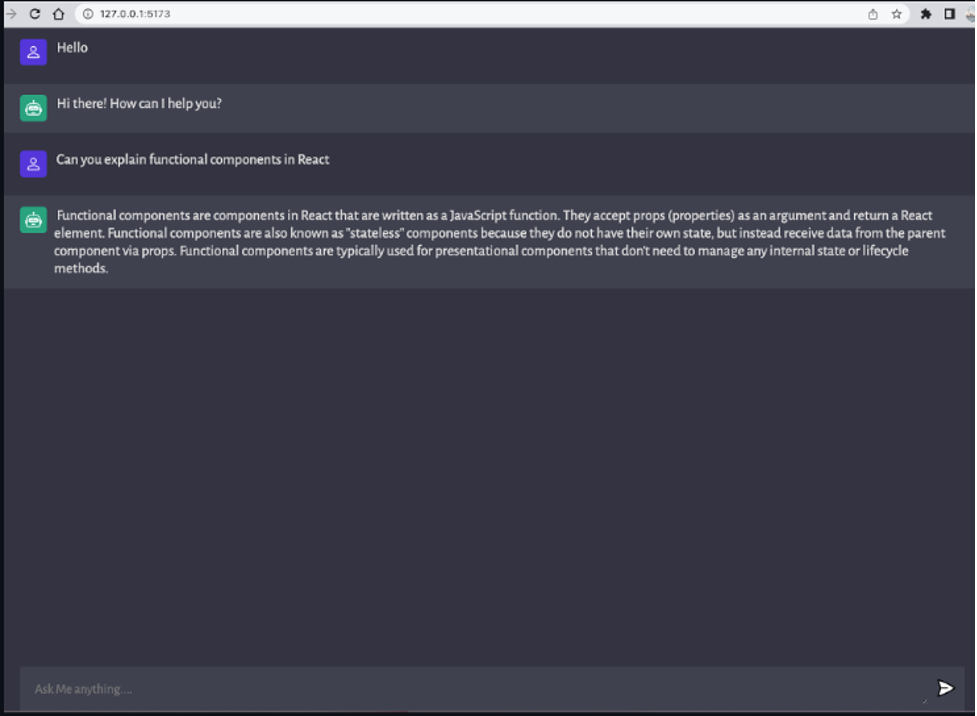 127.0.0.1:5173
Hello
Hi there! How can I help you?
Can you explain functional components in React
Functional components are components in React that are written as a JavaScript function. They accept props (properties) as an argument and return a React
element. Functional components are also known as "stateless" components because they do not have their own state, but instead receive data from the parent
component via props. Functional components are typically used for presentational components that don't need to manage any internal state or lifecycle
methods.
Ask Me anything....